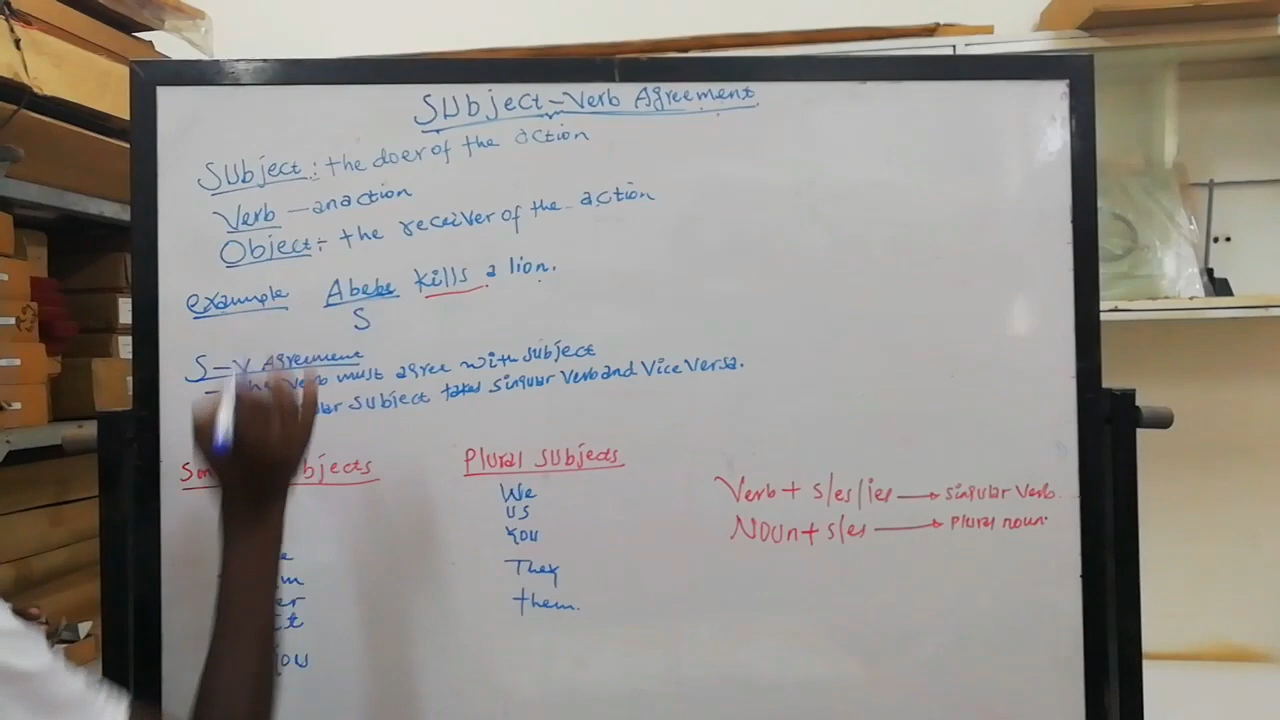 Subject-Verb Agreement
Subject: the doer of the action
Verb - an action
Object: the receiver of the action
example Abebe kills a lion.
S
S-V Agreement
- verb must agree with subject
subject takes singular verb and vice versa.
Plural Subjects
We
us
You
They
them.
Verb + s/es/ies → singular verb.
Noun + s/es → Plural noun.
It